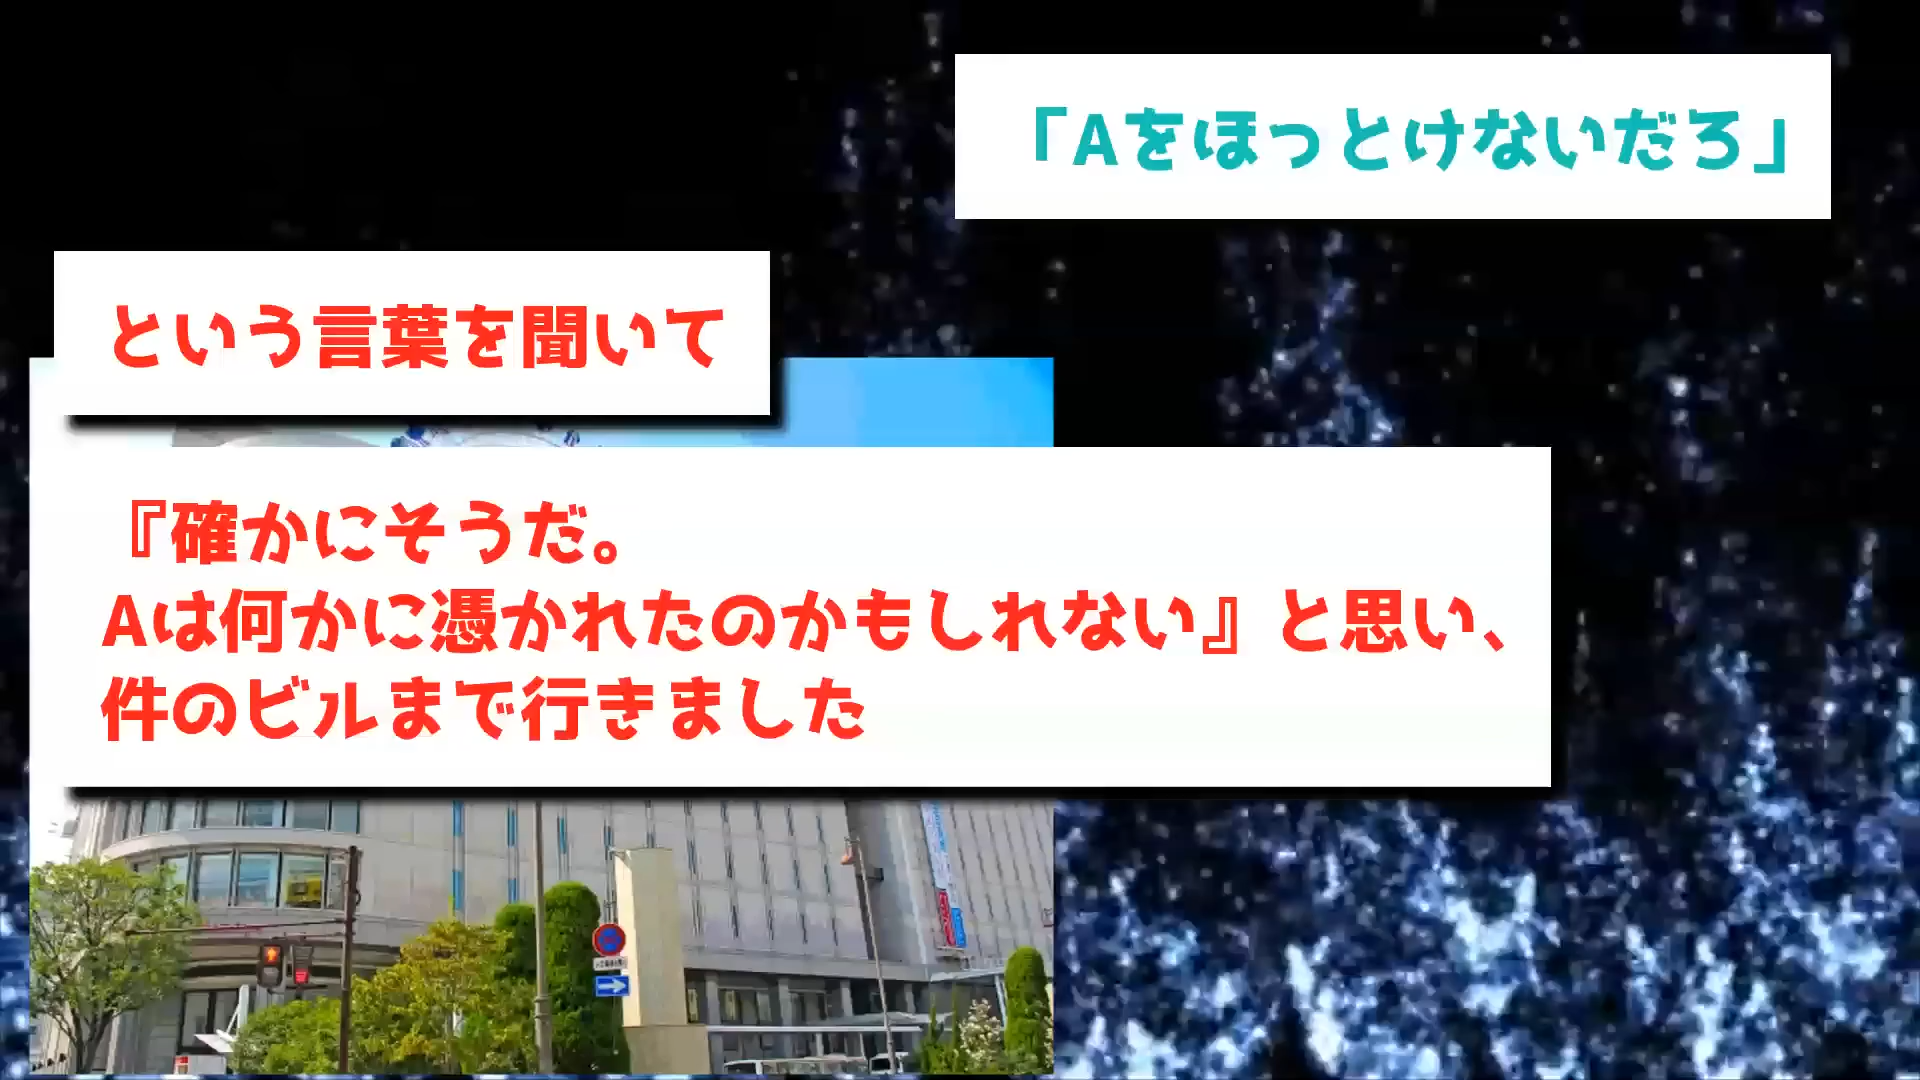 「Aをほっとけないだろ」
という言葉を聞いて
『確かにそうだ。
Aは何かに憑かれたのかもしれない』と思い、
件のビルまで行きました